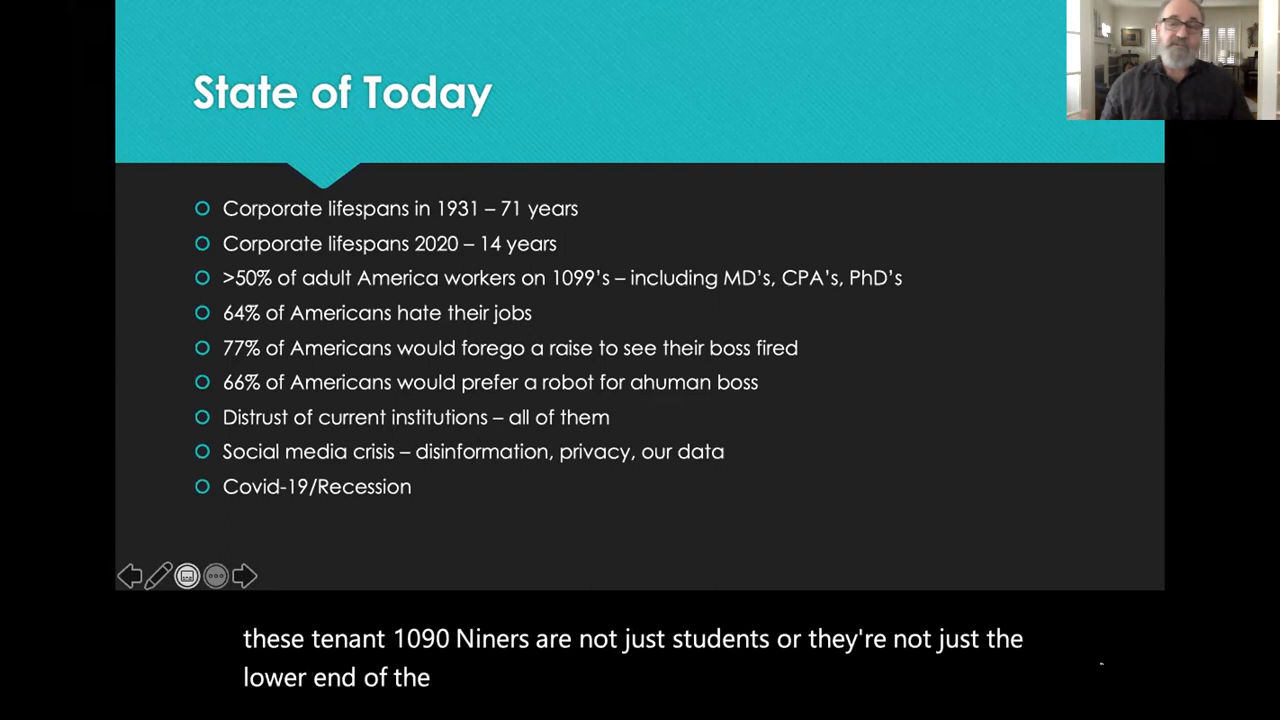 State of Today
Corporate lifespans in 1931 – 71 years
Corporate lifespans 2020 – 14 years
>50% of adult America workers on 1099’s – including MD’s, CPA’s, PhD’s
64% of Americans hate their jobs
77% of Americans would forego a raise to see their boss fired
66% of Americans would prefer a robot for ahuman boss
Distrust of current institutions – all of them
Social media crisis – disinformation, privacy, our data
Covid-19/Recession
these tenant 1090 Niners are not just students or they're not just the
lower end of the